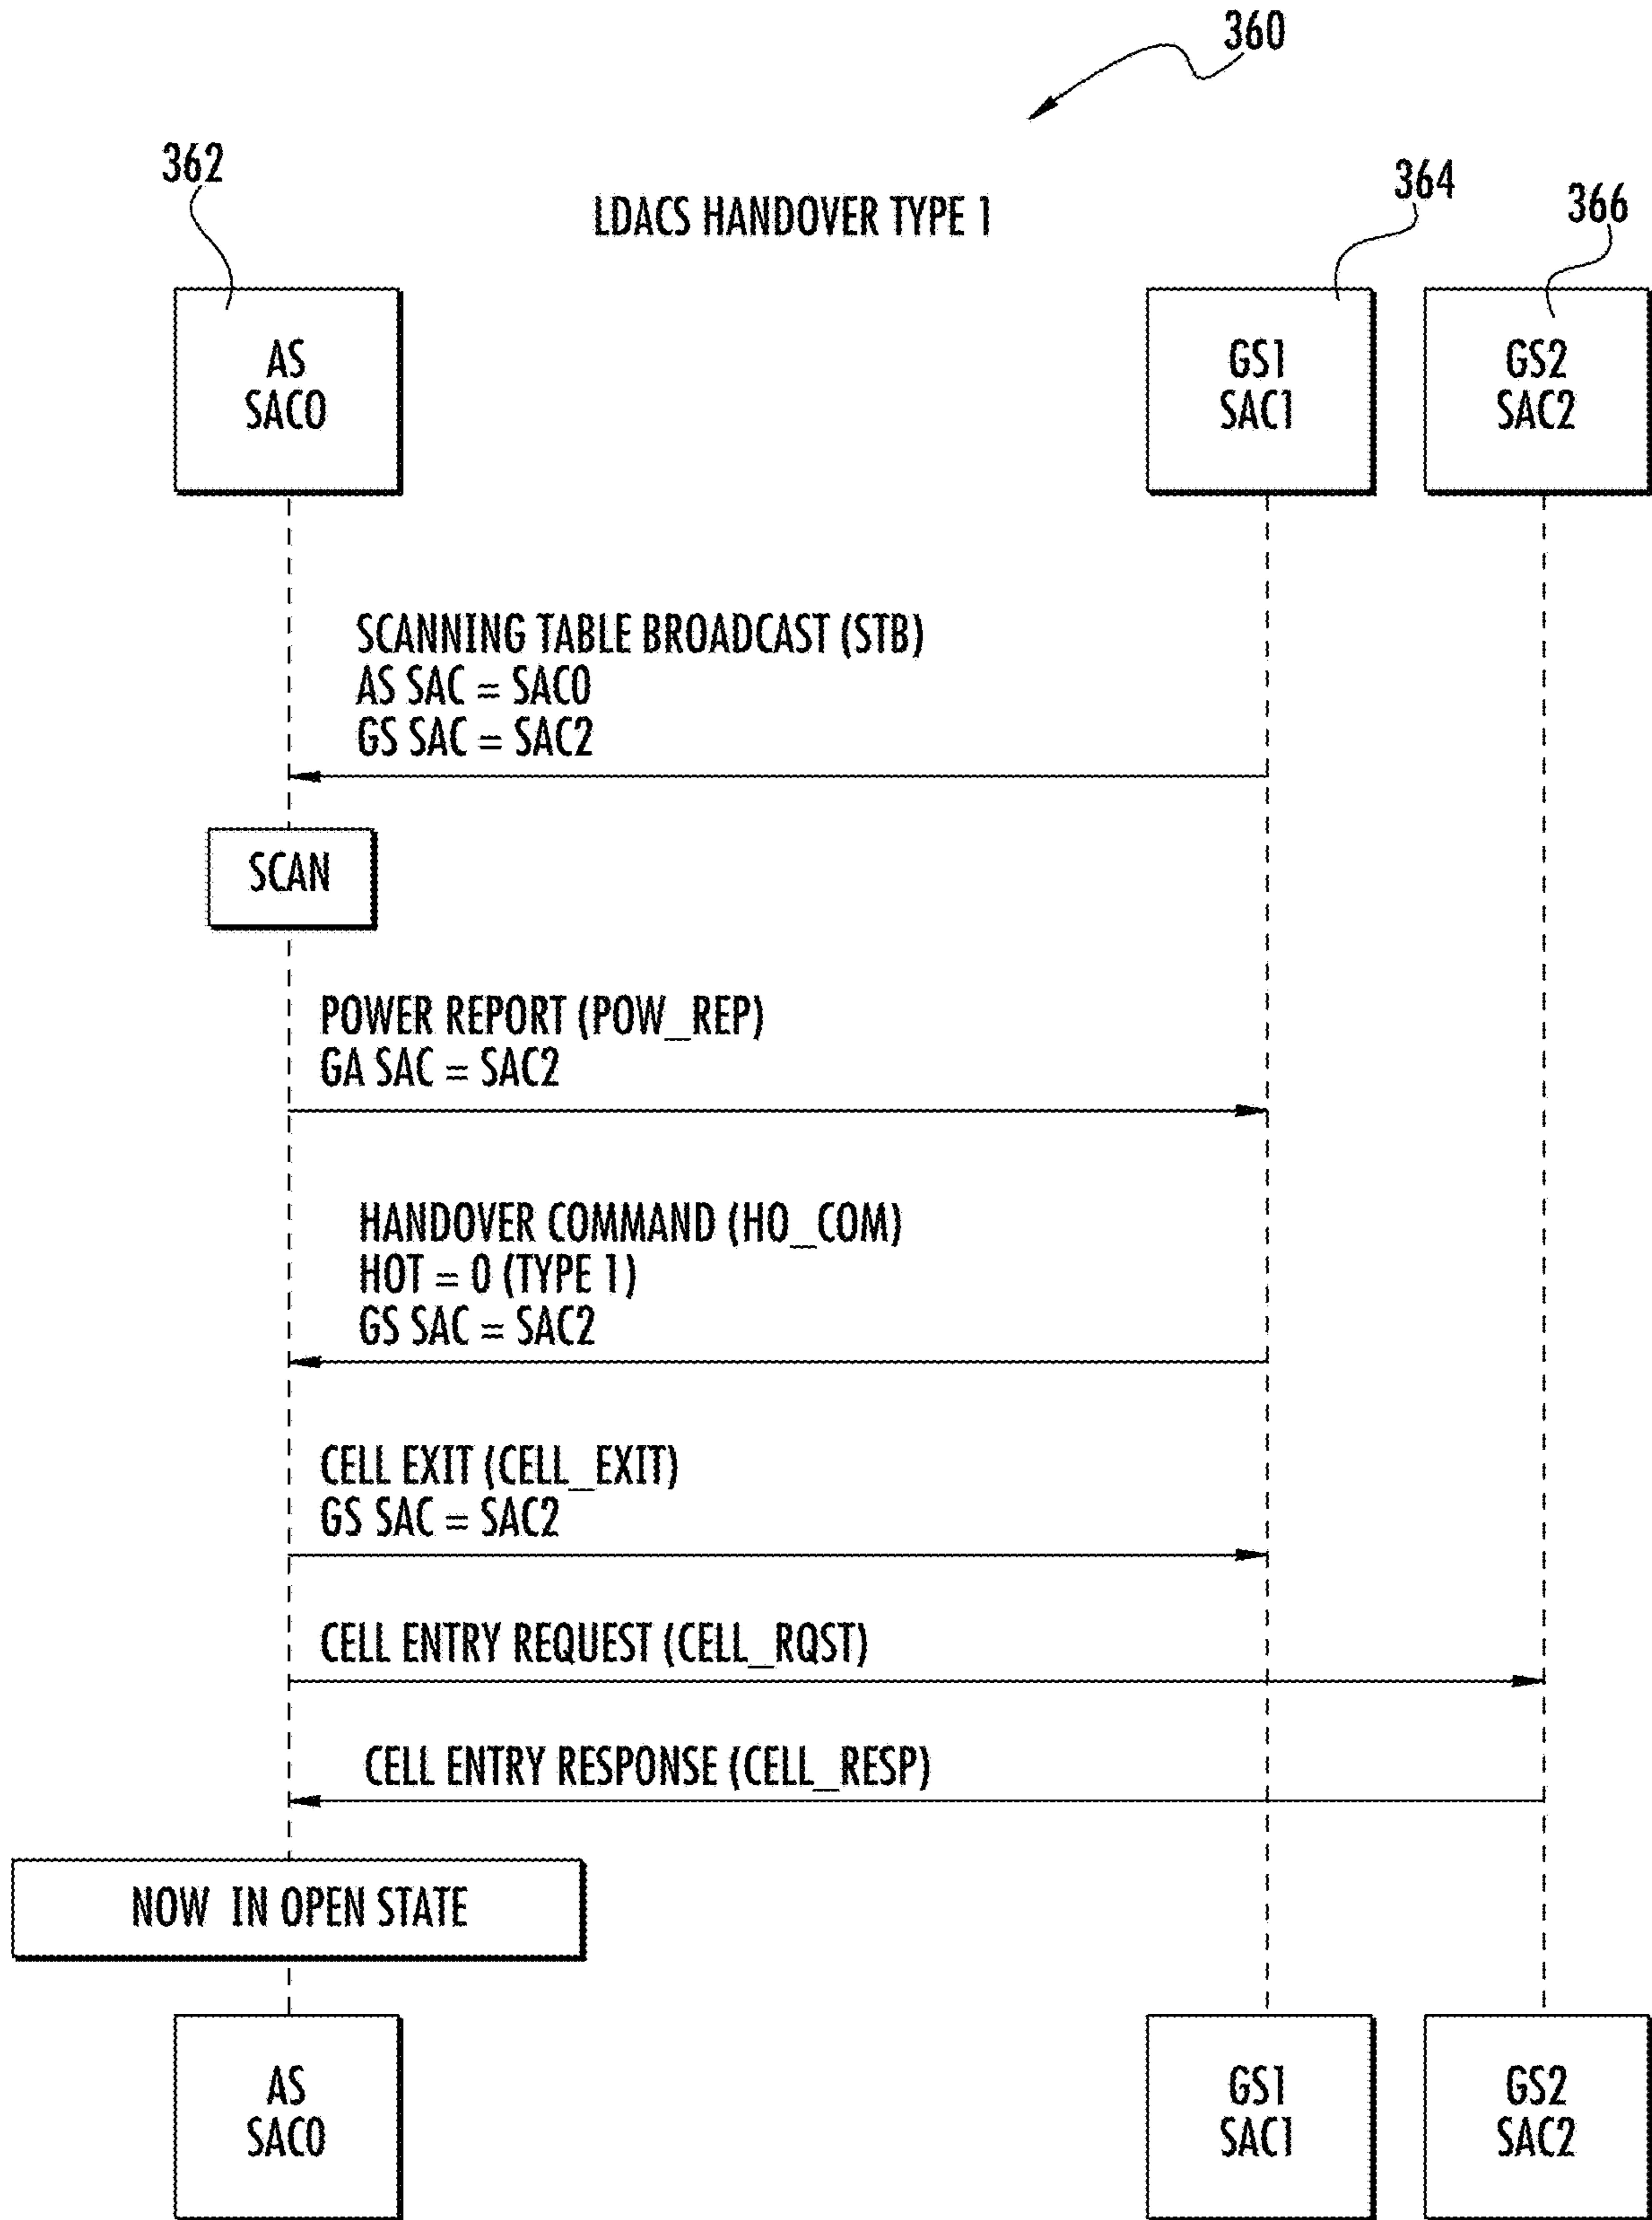 360
362
LDACS HANDOVER TYPE 1
364
366
AS
SAC0
GS1
SAC1
GS2
SAC2
SCANNING TABLE BROADCAST (STB)
AS SAC = SAC0
GS SAC = SAC2
SCAN
POWER REPORT (POW_REP)
GA SAC = SAC2
HANDOVER COMMAND (HO_COM)
HOT = 0 (TYPE 1)
GS SAC = SAC2
CELL EXIT (CELL_EXIT)
GS SAC = SAC2
CELL ENTRY REQUEST (CELL_RQST)
CELL ENTRY RESPONSE (CELL_RESP)
NOW IN OPEN STATE
AS
SAC0
GS1
SAC1
GS2
SAC2